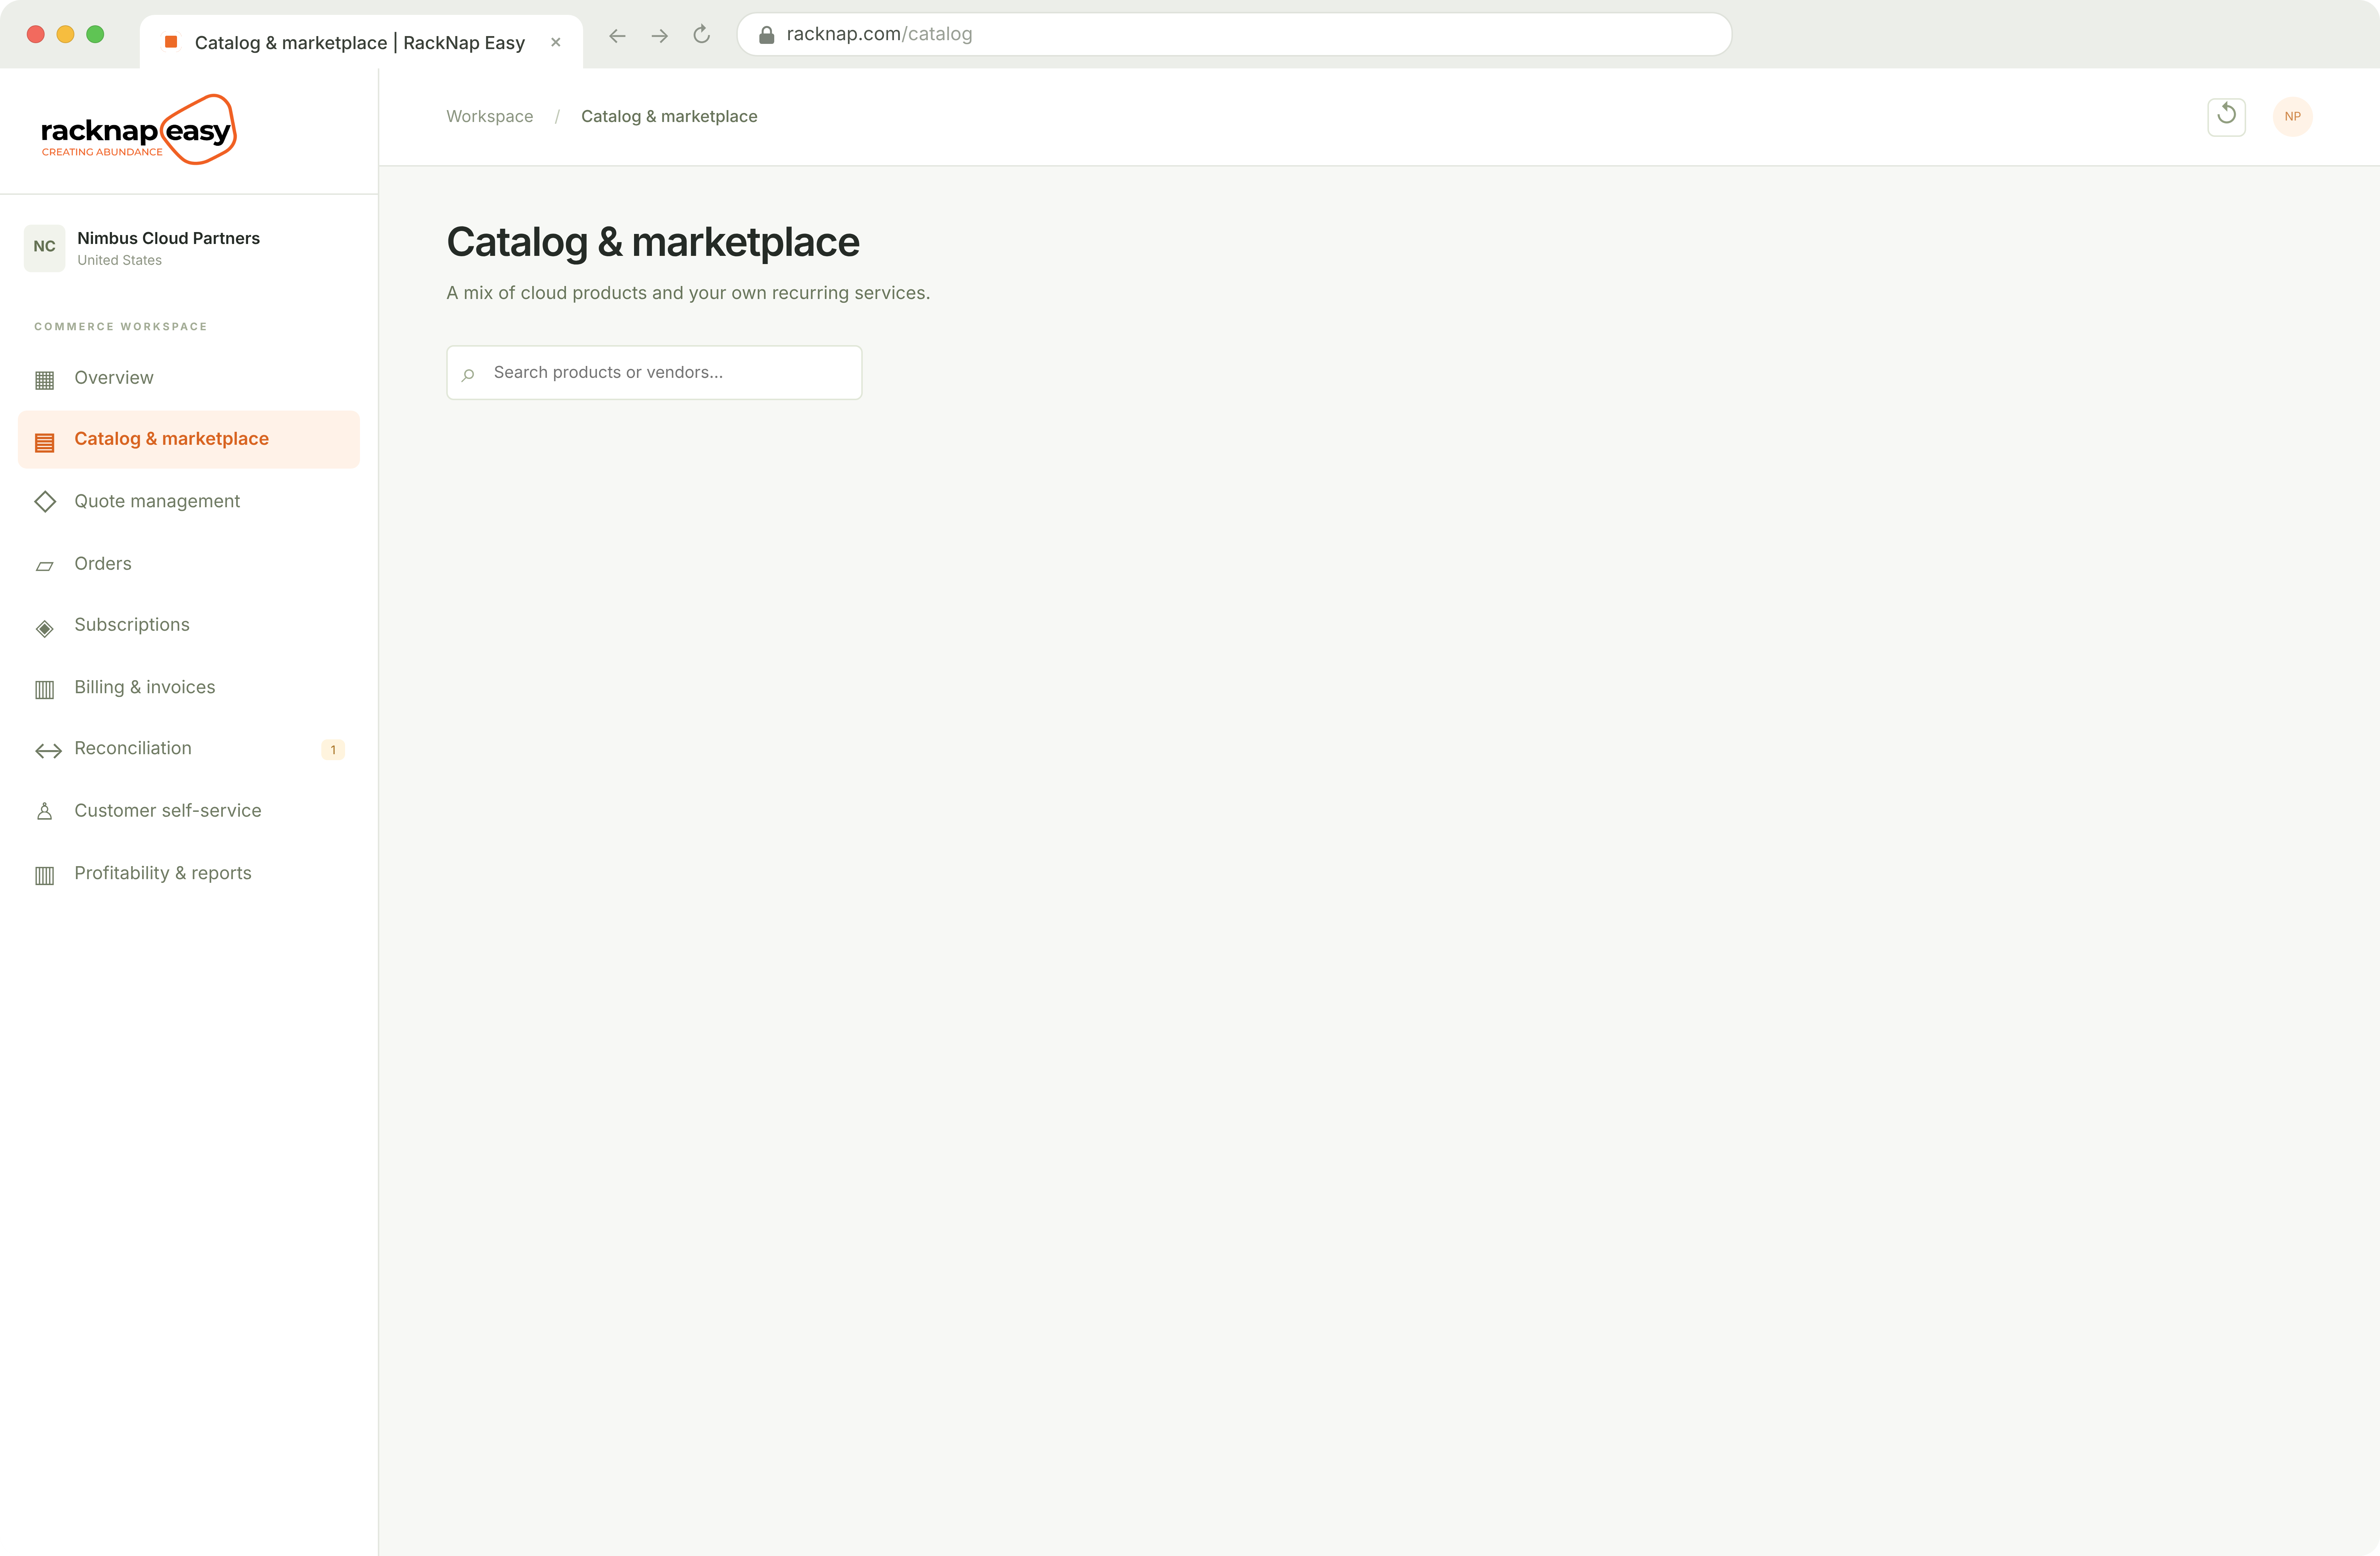 Catalog & marketplace | RackNap Easy
racknap.com/catalog
racknap easy
CREATING ABUNDANCE
Workspace / Catalog & marketplace
NP
NC
Nimbus Cloud Partners
United States
COMMERCE WORKSPACE
Overview
Catalog & marketplace
Quote management
Orders
Subscriptions
Billing & invoices
Reconciliation 1
Customer self-service
Profitability & reports
Catalog & marketplace
A mix of cloud products and your own recurring services.
Search products or vendors...